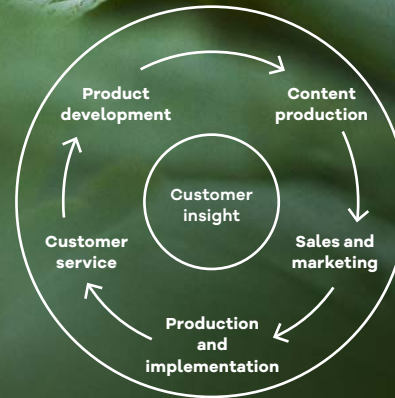 Product
development
Content
production
Customer
insight
Customer
service
Sales and
marketing
Production
and
implementation